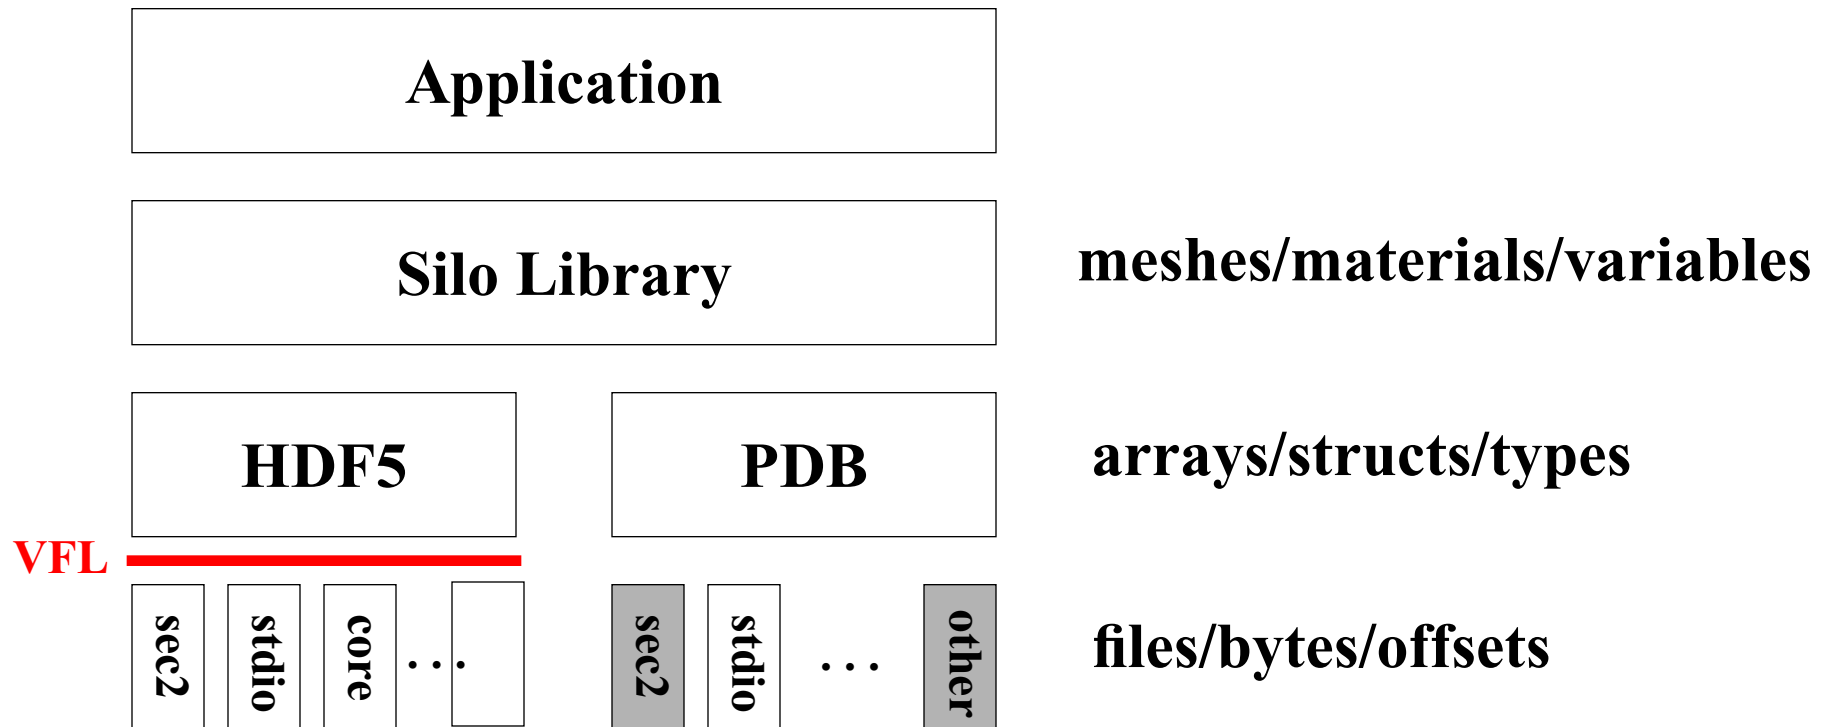 Application
Silo Library
meshes/materials/variables
HDF5
PDB
arrays/structs/types
VFL
sec2
stdio
core
...
sec2
stdio
...
other
files/bytes/offsets